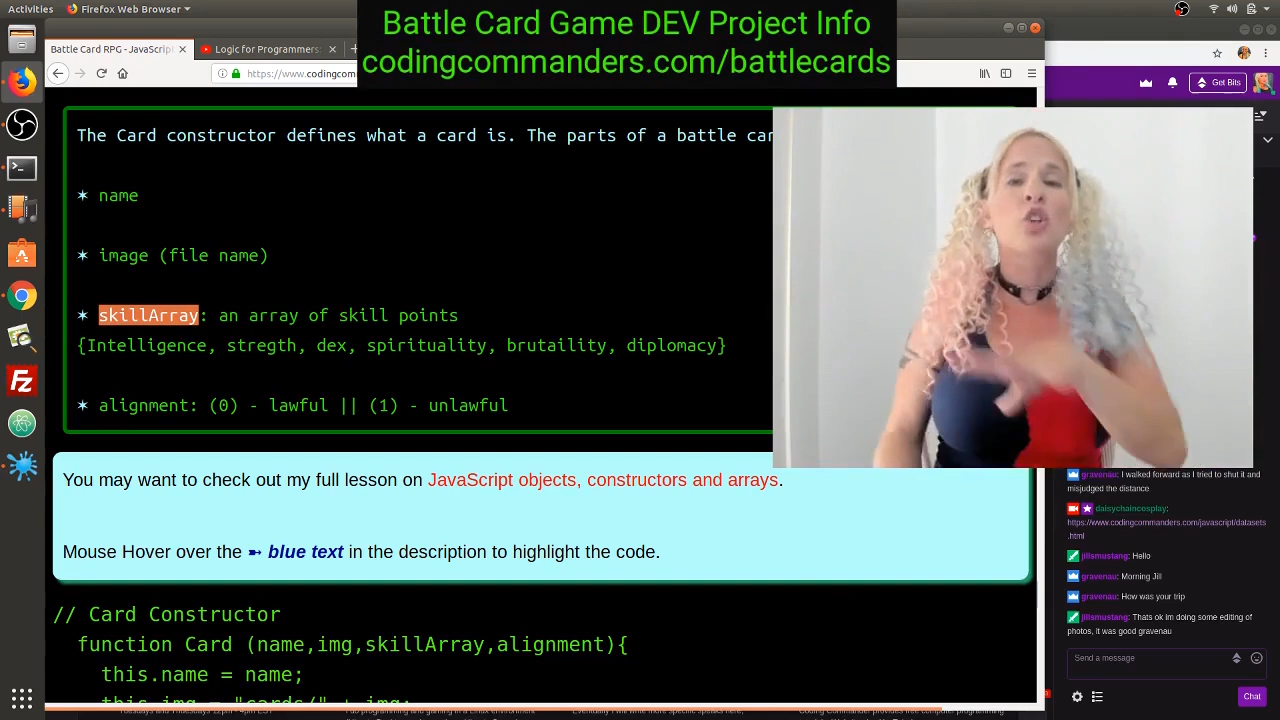 Activities
Firefox Web Browser
Battle Card Game DEV Project Info
codingcommanders.com/battlecards
Battle Card RPG - JavaScri
Logic for Programmers:
https://www.codingcom
Get Bits
The Card constructor defines what a card is. The parts of a battle car
✶ name
✶ image (file name)
✶ skillArray: an array of skill points
{Intelligence, stregth, dex, spirituality, brutaility, diplomacy}
✶ alignment: (0) - lawful || (1) - unlawful
You may want to check out my full lesson on JavaScript objects, constructors and arrays.
Mouse Hover over the ➼ blue text in the description to highlight the code.
// Card Constructor
function Card (name,img,skillArray,alignment){
this.name = name;
this.img = "cards/" + img;
gravenau: I walked forward as I tried to shut it and
misjudged the distance
daisychaincosplay:
https://www.codingcommanders.com/javascript/datasets
.html
jillsmustang: Hello
gravenau: Morning Jill
gravenau: How was your trip
jillsmustang: Thats ok im doing some editing of
photos, it was good gravenau
Send a message
Chat